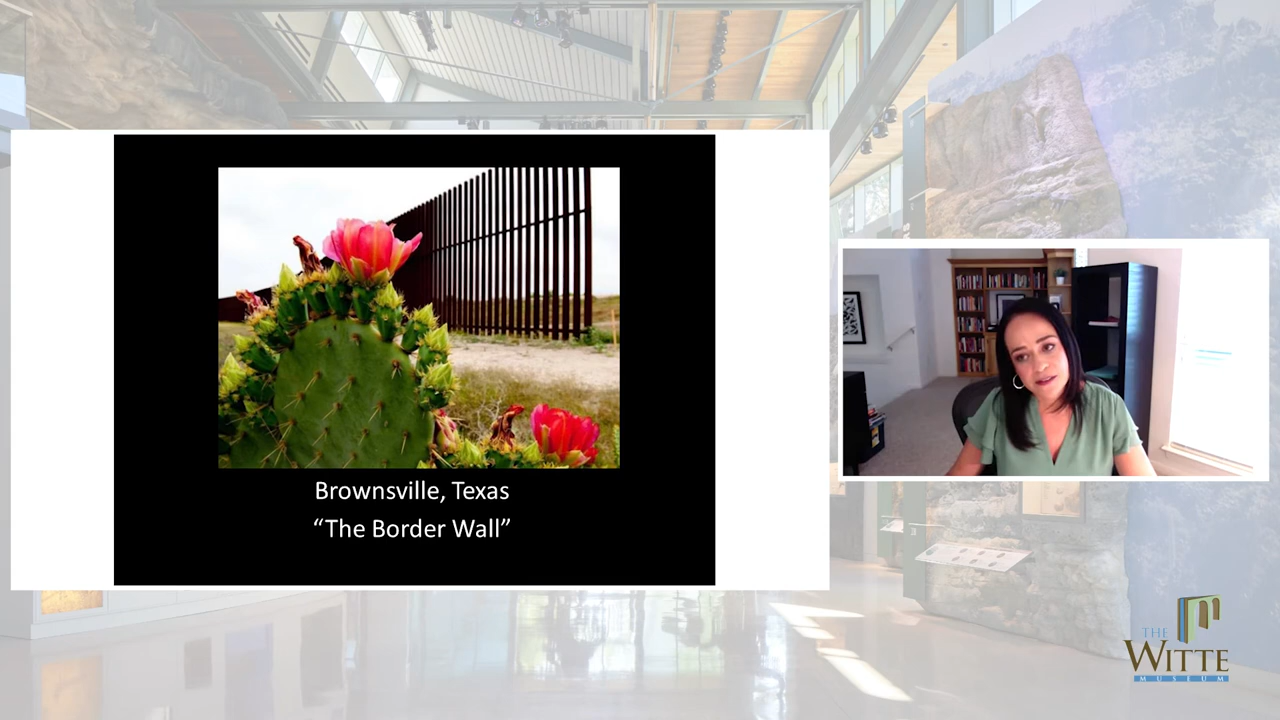 Brownsville, Texas
“The Border Wall”
THE
WITTE
MUSEUM